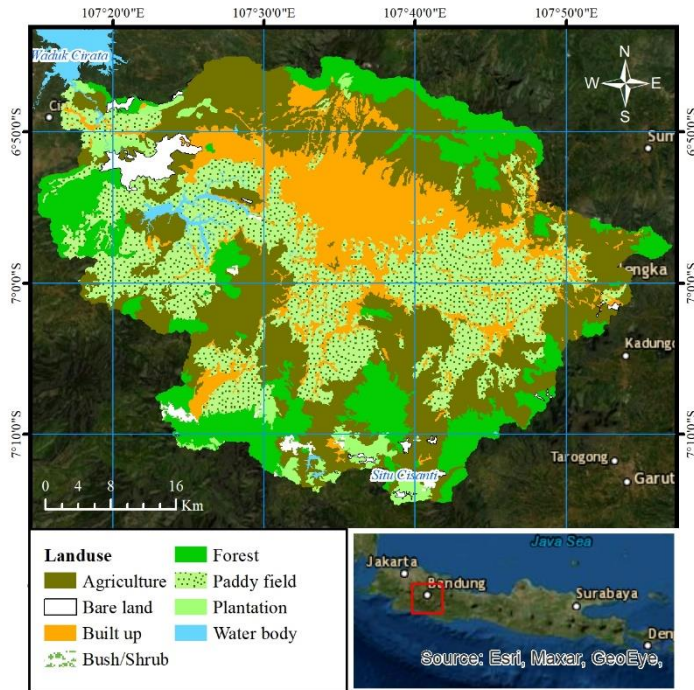 107°20'0"S 107°30'0"S 107°40'0"S 107°50'0"S
Waduk Cirata
N
W E
S
6°50'0"S 6°50'0"S
Sum
7°0'0"S 7°0'0"S
engka
Kadungo
7°10'0"S 7°10'0"S
Tarogong
Garut
Situ Cisanti
0 4 8 16
Km
Landuse
Agriculture
Bare land
Built up
Bush/Shrub
Forest
Paddy field
Plantation
Water body
Java Sea
Jakarta
Bandung
Surabaya
Den
Source: Esri, Maxar, GeoEye,